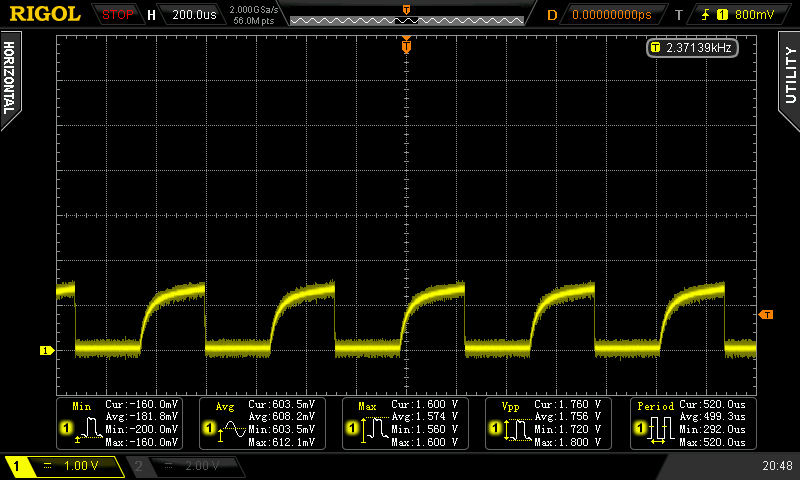 RIGOL STOP H 200.0us 2.000GSa/s 56.0M pts D 0.00000000ps T 1 800mV
T
T
T 2.37139kHz
HORIZONTAL
UTILITY
T
1
Min Cur:-160.0mV
Avg:-181.8mV
1 Min:-200.0mV
Max:-160.0mV
Avg Cur:603.5mV
Avg:608.2mV
1 Min:603.5mV
Max:612.1mV
Max Cur:1.600 V
Avg:1.574 V
1 Min:1.560 V
Max:1.600 V
Vpp Cur:1.760 V
Avg:1.756 V
1 Min:1.720 V
Max:1.800 V
Period Cur:520.0us
Avg:499.3us
1 Min:292.0us
Max:520.0us
1 = 1.00 V 2 = 2.00 V 20:48